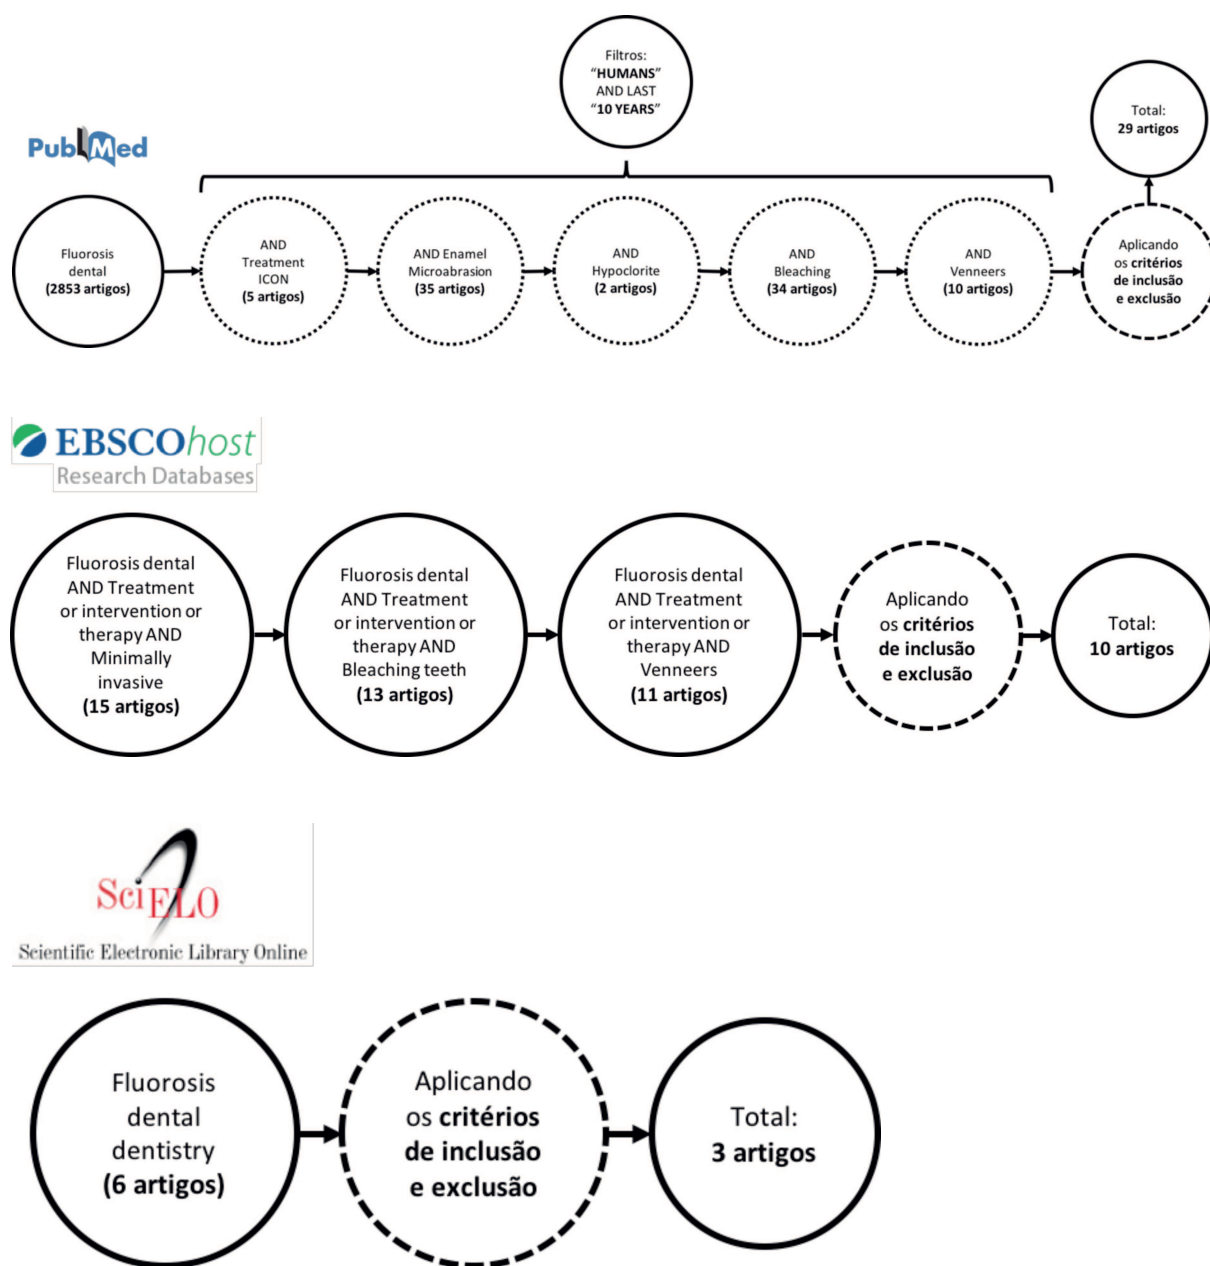 Filtros:
“HUMANS”
AND LAST
“10 YEARS”
Total:
29 artigos
PubMed
Fluorosis
dental
(2853 artigos)
AND
Treatment
ICON
(5 artigos)
AND Enamel
Microabrasion
(35 artigos)
AND
Hypoclorite
(2 artigos)
AND
Bleaching
(34 artigos)
AND
Venneers
(10 artigos)
Aplicando
os critérios
de inclusão
e exclusão
EBSCOhost
Research Databases
Fluorosis dental
AND Treatment
or intervention or
therapy AND
Minimally
invasive
(15 artigos)
Fluorosis dental
AND Treatment
or intervention or
therapy AND
Bleaching teeth
(13 artigos)
Fluorosis dental
AND Treatment
or intervention or
therapy AND
Venneers
(11 artigos)
Aplicando
os critérios
de inclusão
e exclusão
Total:
10 artigos
SciELO
Scientific Electronic Library Online
Fluorosis
dental
dentistry
(6 artigos)
Aplicando
os critérios
de inclusão
e exclusão
Total:
3 artigos